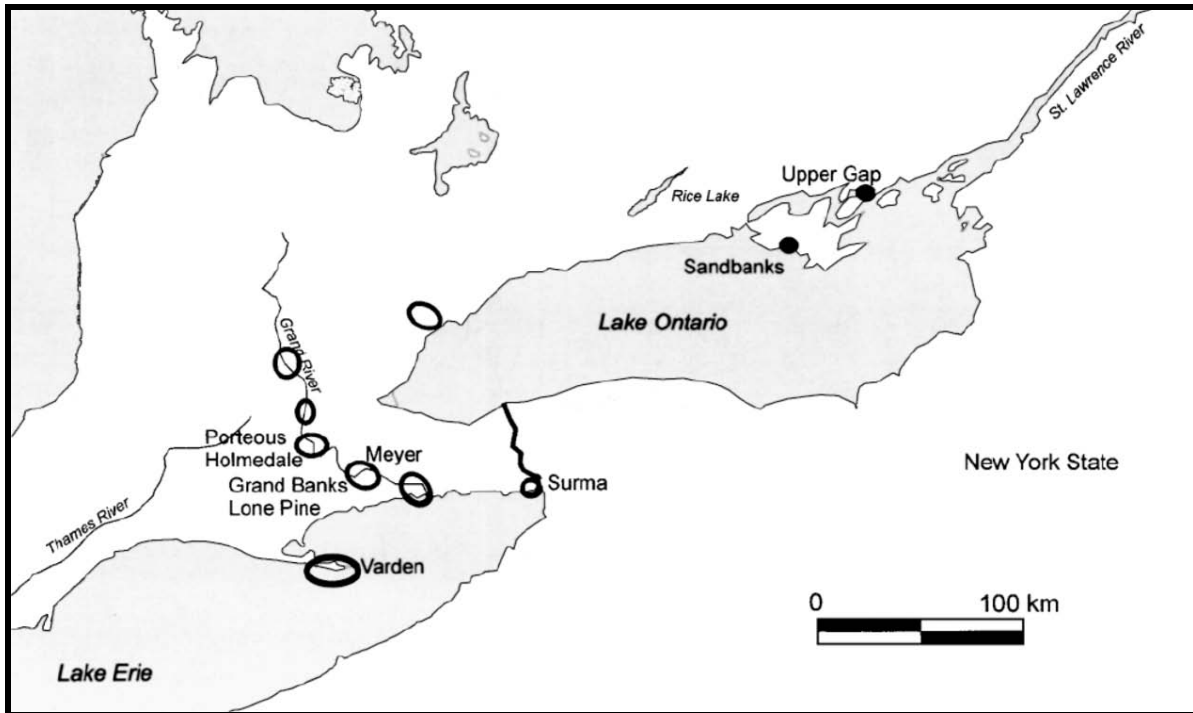 St. Lawrence River
Upper Gap
Rice Lake
Sandbanks
Lake Ontario
Grand River
Porteous
Holmedale
Meyer
Grand Banks
Lone Pine
Surma
New York State
Thames River
Varden
0 100 km
Lake Erie